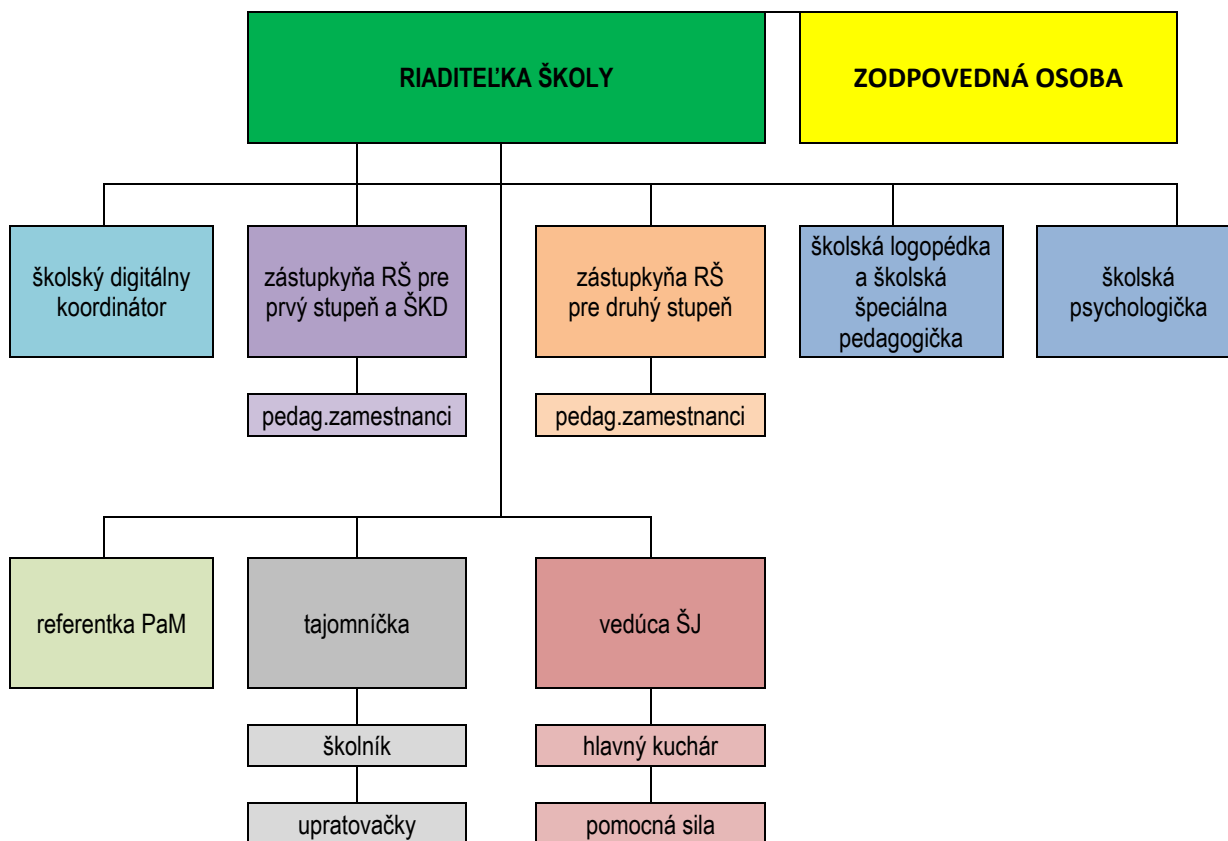 RIADITEĽKA ŠKOLY
ZODPOVEDNÁ OSOBA
školský digitálny
koordinátor
zástupkyňa RŠ pre
prvý stupeň a ŠKD
zástupkyňa RŠ
pre druhý stupeň
školská logopédka
a školská
špeciálna
pedagogička
školská
psychologička
pedag.zamestnanci
pedag.zamestnanci
referentka PaM
tajomníčka
vedúca ŠJ
školník
hlavný kuchár
upratovačky
pomocná sila